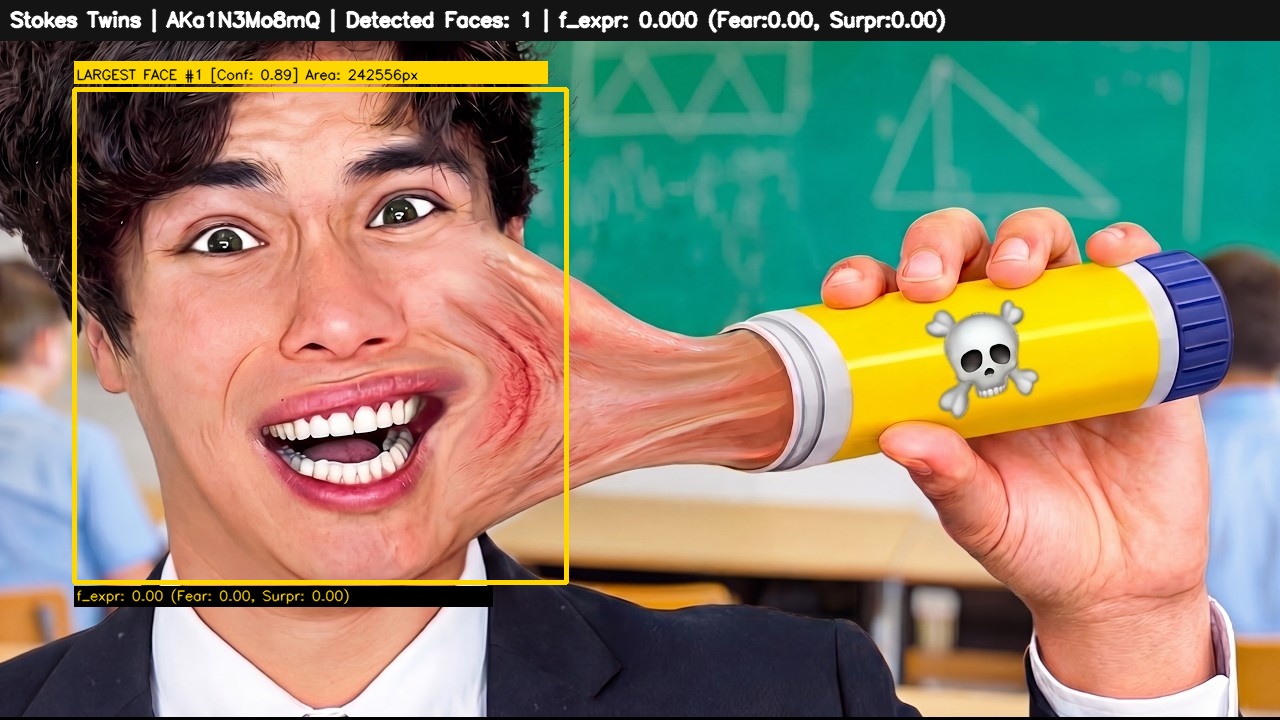 Stokes Twins | AKa1N3Mo8mQ | Detected Faces: 1 | f_expr: 0.000 (Fear:0.00, Surpr:0.00)
LARGEST FACE #1 [Conf: 0.89] Area: 242556px
f_expr: 0.00 (Fear: 0.00, Surpr: 0.00)